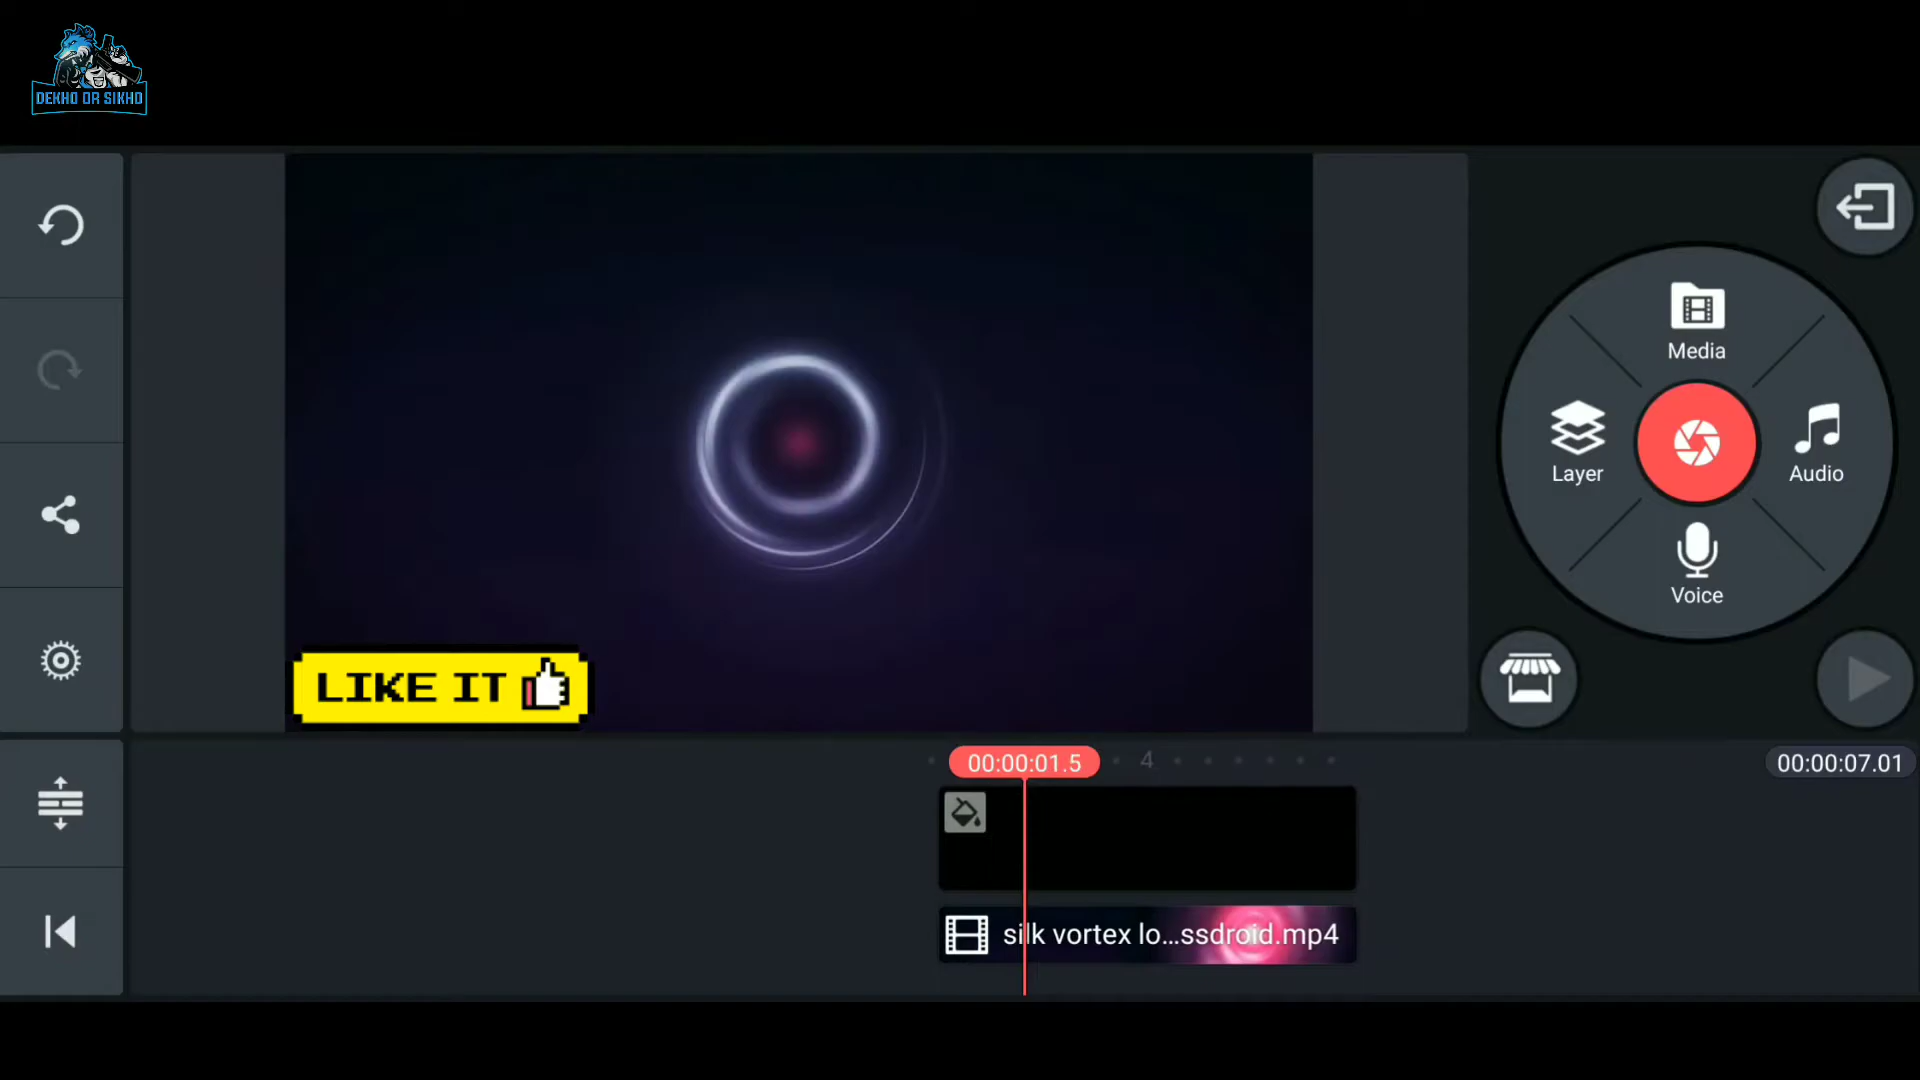 DEKHO OR SIKHO
Media
Layer
Audio
Voice
LIKE IT
00:00:01.5
4
00:00:07.01
silk vortex lo...ssdroid.mp4